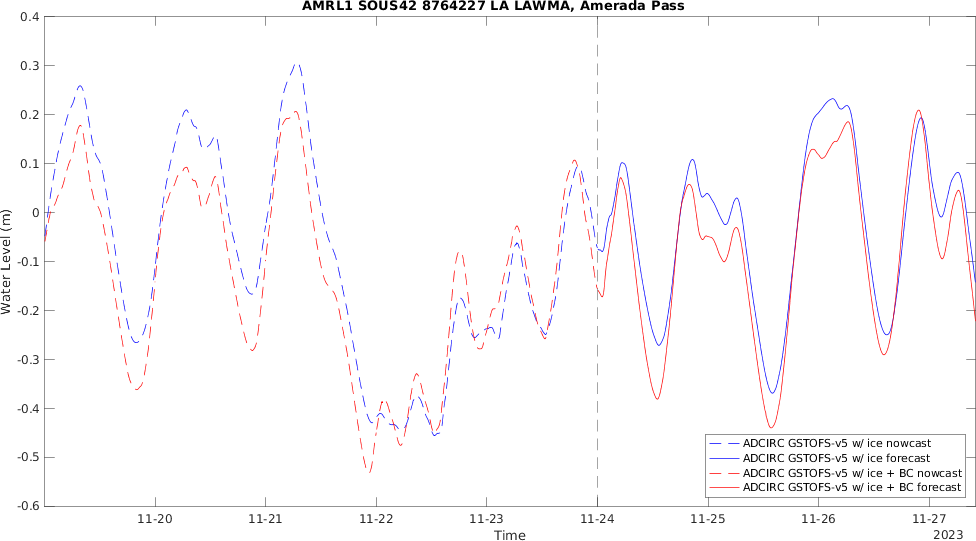 AMRL1 SOUS42 8764227 LA LAWMA, Amerada Pass
0.4
0.3
0.2
0.1
0
-0.1
-0.2
-0.3
-0.4
-0.5
-0.6
Water Level (m)
11-20
11-21
11-22
11-23
11-24
11-25
11-26
11-27
Time
2023
ADCIRC GSTOFS-v5 w/ ice nowcast
ADCIRC GSTOFS-v5 w/ ice forecast
ADCIRC GSTOFS-v5 w/ ice + BC nowcast
ADCIRC GSTOFS-v5 w/ ice + BC forecast